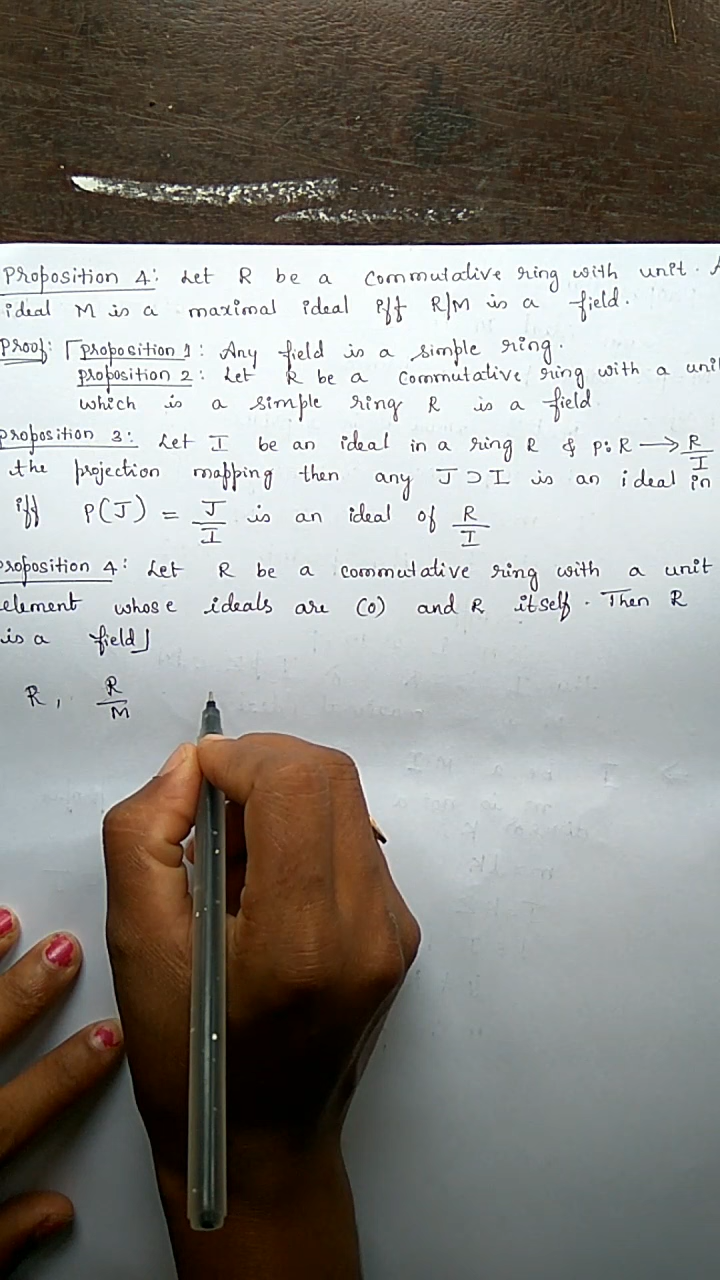 Proposition 4: Let R be a commutative ring with unit.
ideal M is a maximal ideal iff R/M is a field.
Proof: ⌈Proposition 1: Any field is a simple ring.
Proposition 2: Let R be a commutative ring with a unit
which is a simple ring R is a field
Proposition 3: Let I be an ideal in a ring R & p: R → R/I
the projection mapping then any J ⊃ I is an ideal in
iff P(J) = J/I is an ideal of R/I
Proposition 4: Let R be a commutative ring with a unit
element whose ideals are (0) and R itself. Then R
is a field⌋
R, R/M